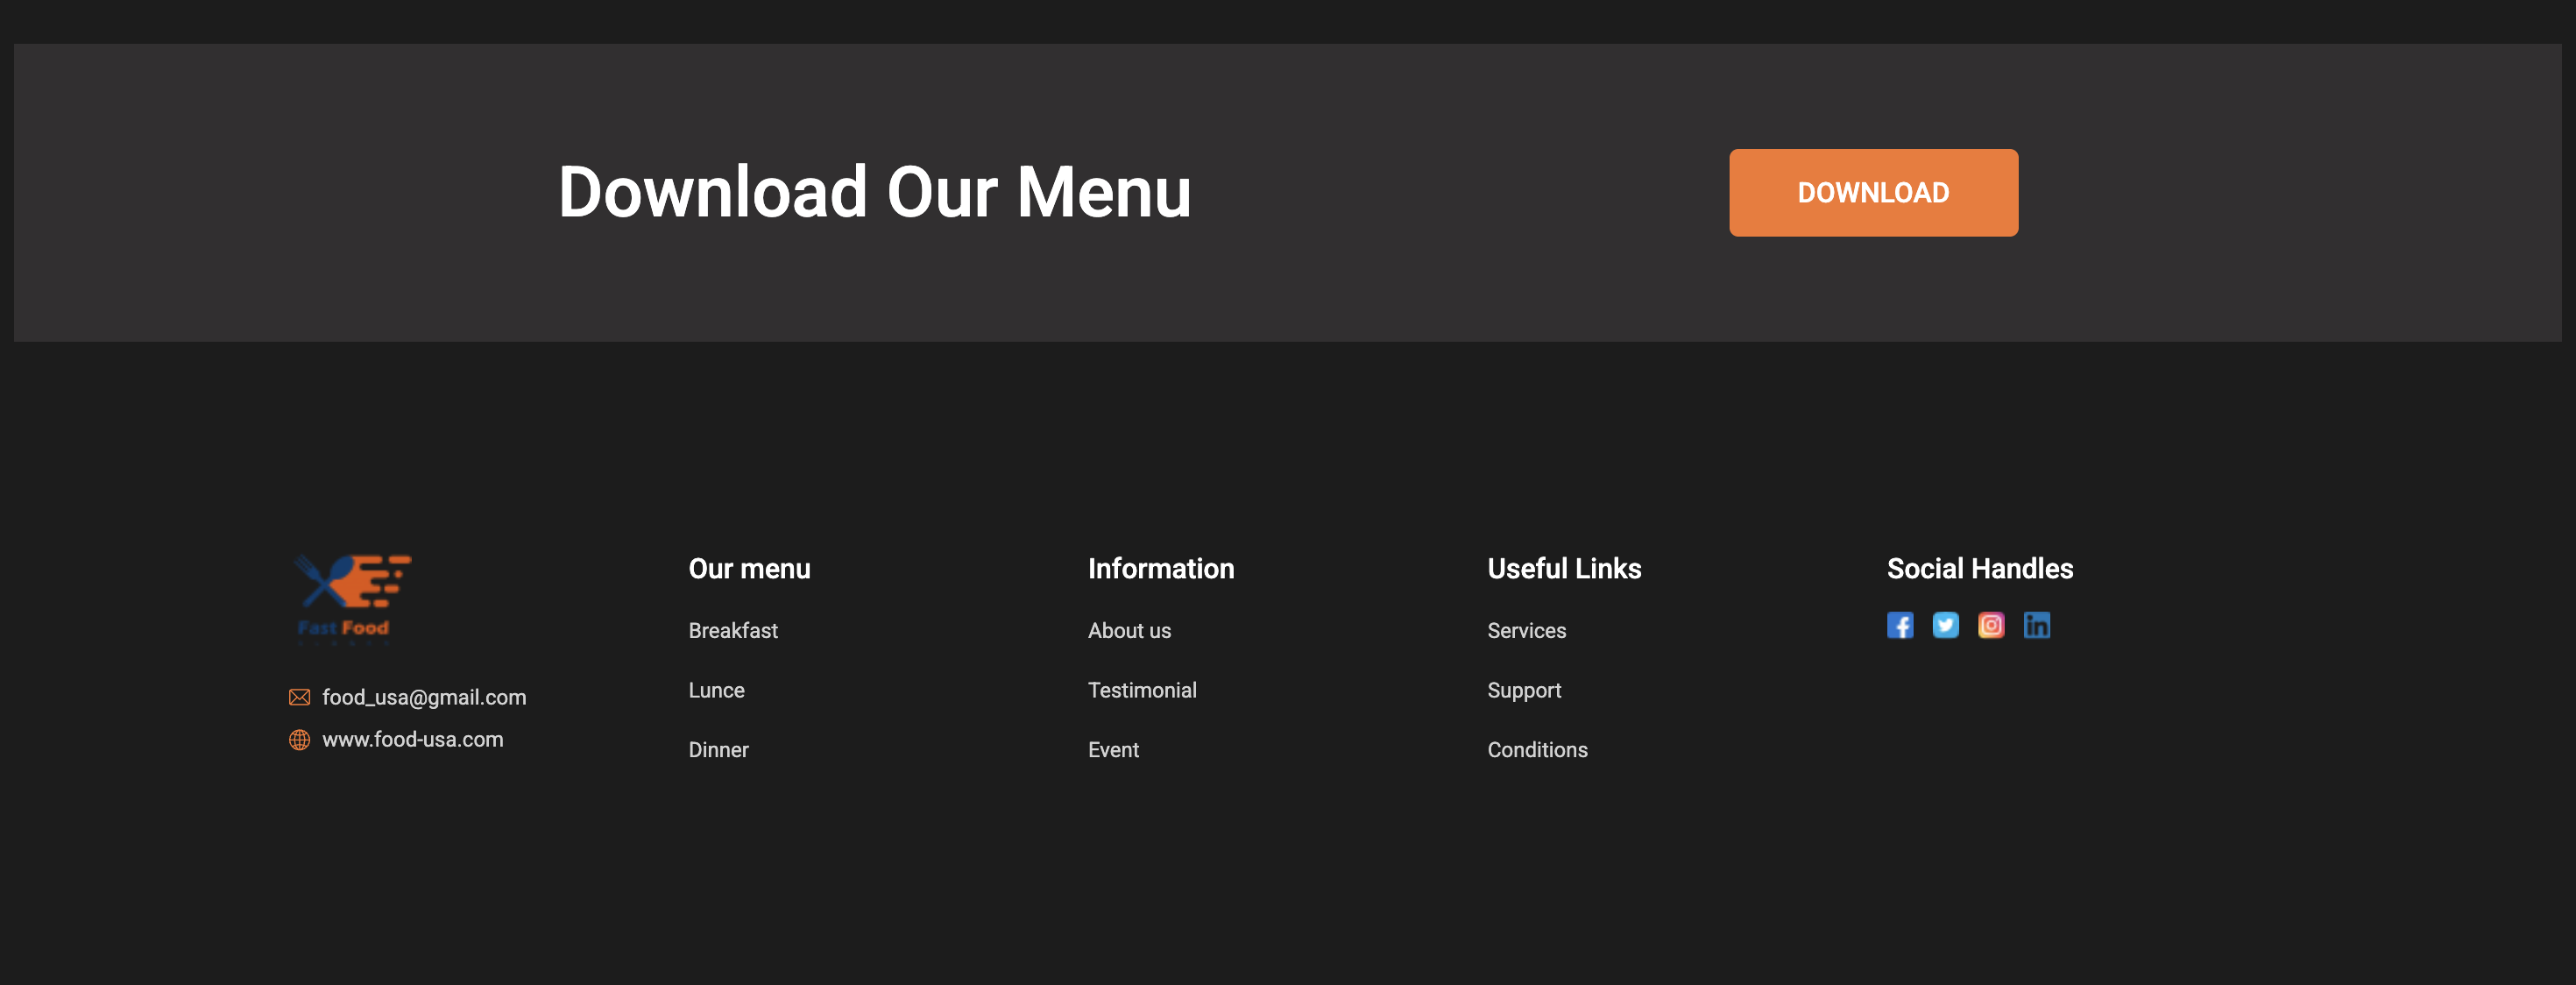 Download Our Menu
DOWNLOAD
Fast Food
food_usa@gmail.com
www.food-usa.com
Our menu
Breakfast
Lunce
Dinner
Information
About us
Testimonial
Event
Useful Links
Services
Support
Conditions
Social Handles